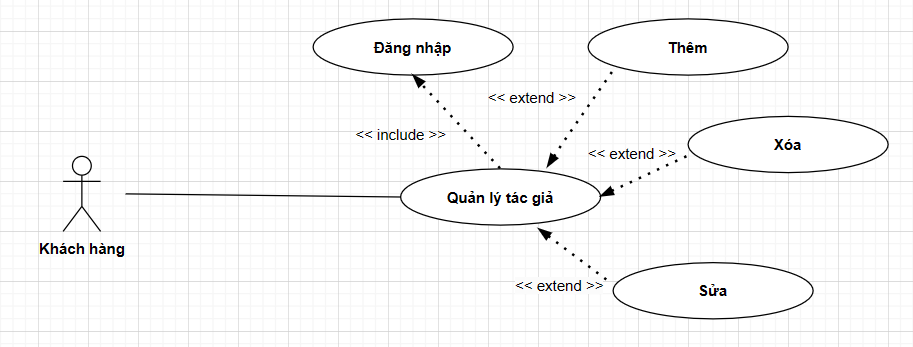 Đăng nhập
Thêm
<< extend >>
<< include >>
Xóa
<< extend >>
Quản lý tác giả
Khách hàng
<< extend >>
Sửa